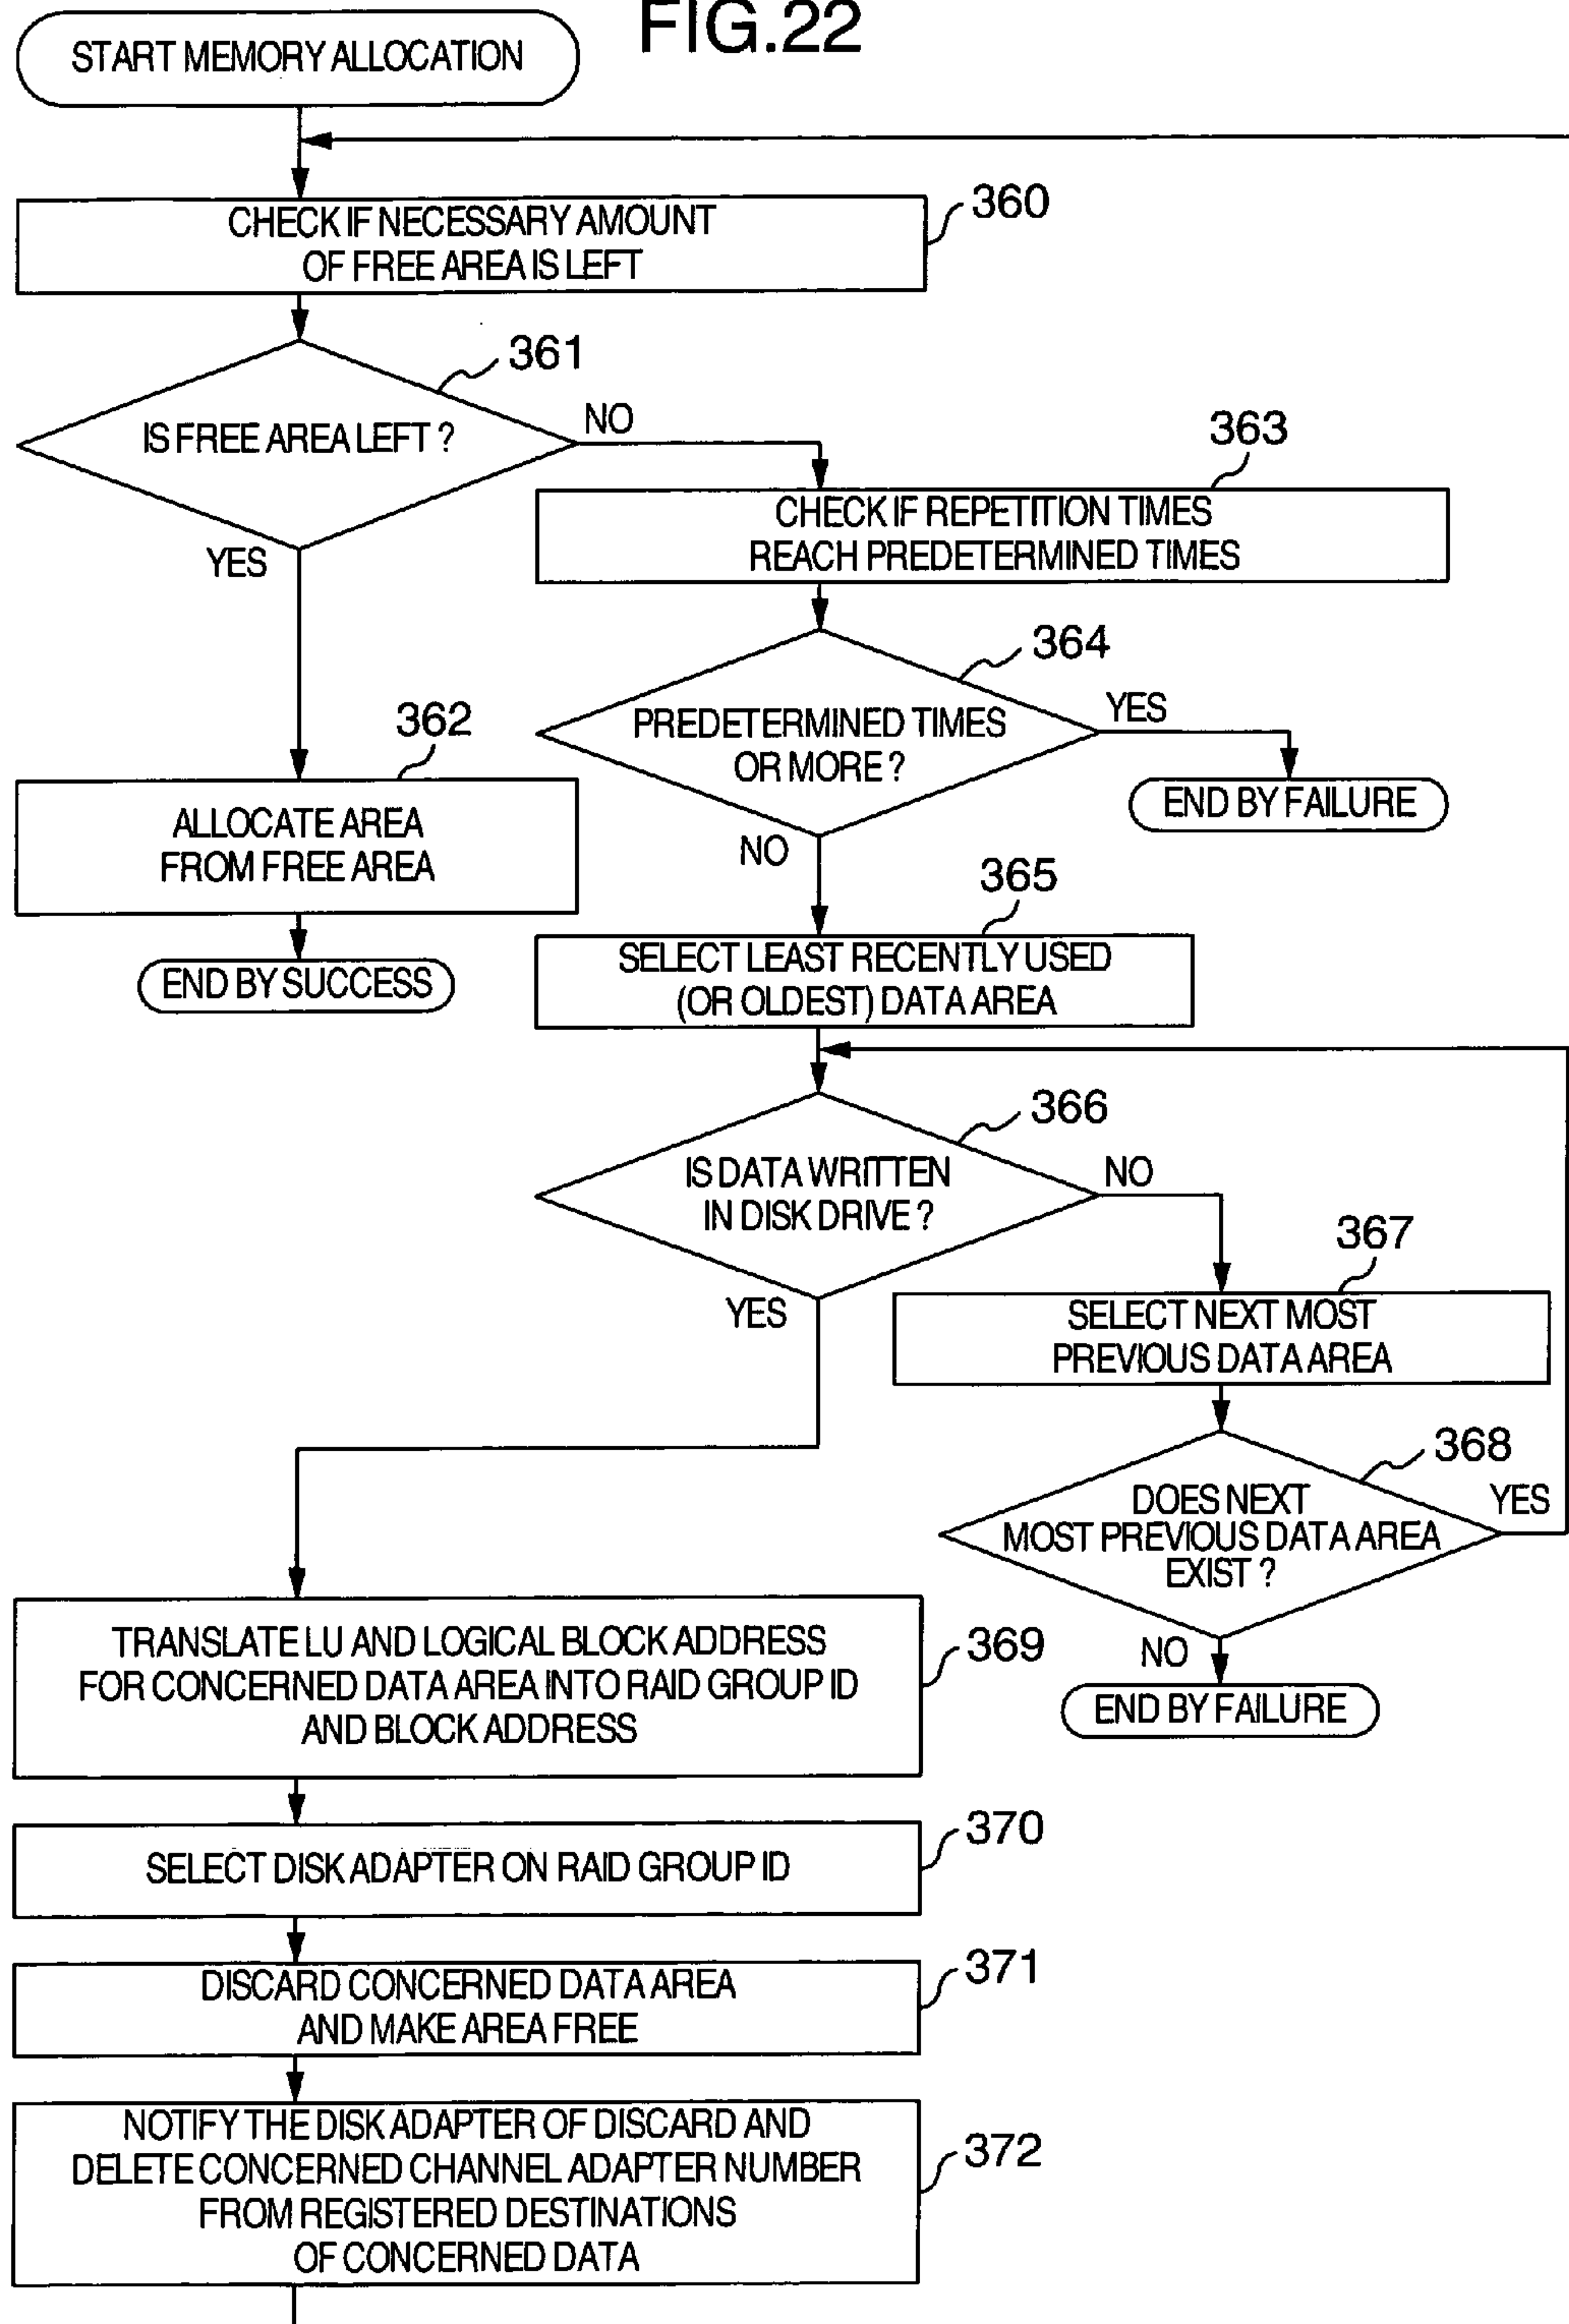 FIG.22
START MEMORY ALLOCATION
CHECK IF NECESSARY AMOUNT
OF FREE AREA IS LEFT
360
361
IS FREE AREA LEFT ?
NO
YES
363
CHECK IF REPETITION TIMES
REACH PREDETERMINED TIMES
364
PREDETERMINED TIMES
OR MORE ?
YES
NO
END BY FAILURE
362
ALLOCATE AREA
FROM FREE AREA
END BY SUCCESS
365
SELECT LEAST RECENTLY USED
(OR OLDEST) DATA AREA
366
IS DATA WRITTEN
IN DISK DRIVE ?
NO
YES
367
SELECT NEXT MOST
PREVIOUS DATA AREA
368
DOES NEXT
MOST PREVIOUS DATA AREA
EXIST ?
YES
NO
END BY FAILURE
TRANSLATE LU AND LOGICAL BLOCK ADDRESS
FOR CONCERNED DATA AREA INTO RAID GROUP ID
AND BLOCK ADDRESS
369
SELECT DISK ADAPTER ON RAID GROUP ID
370
DISCARD CONCERNED DATA AREA
AND MAKE AREA FREE
371
NOTIFY THE DISK ADAPTER OF DISCARD AND
DELETE CONCERNED CHANNEL ADAPTER NUMBER
FROM REGISTERED DESTINATIONS
OF CONCERNED DATA
372